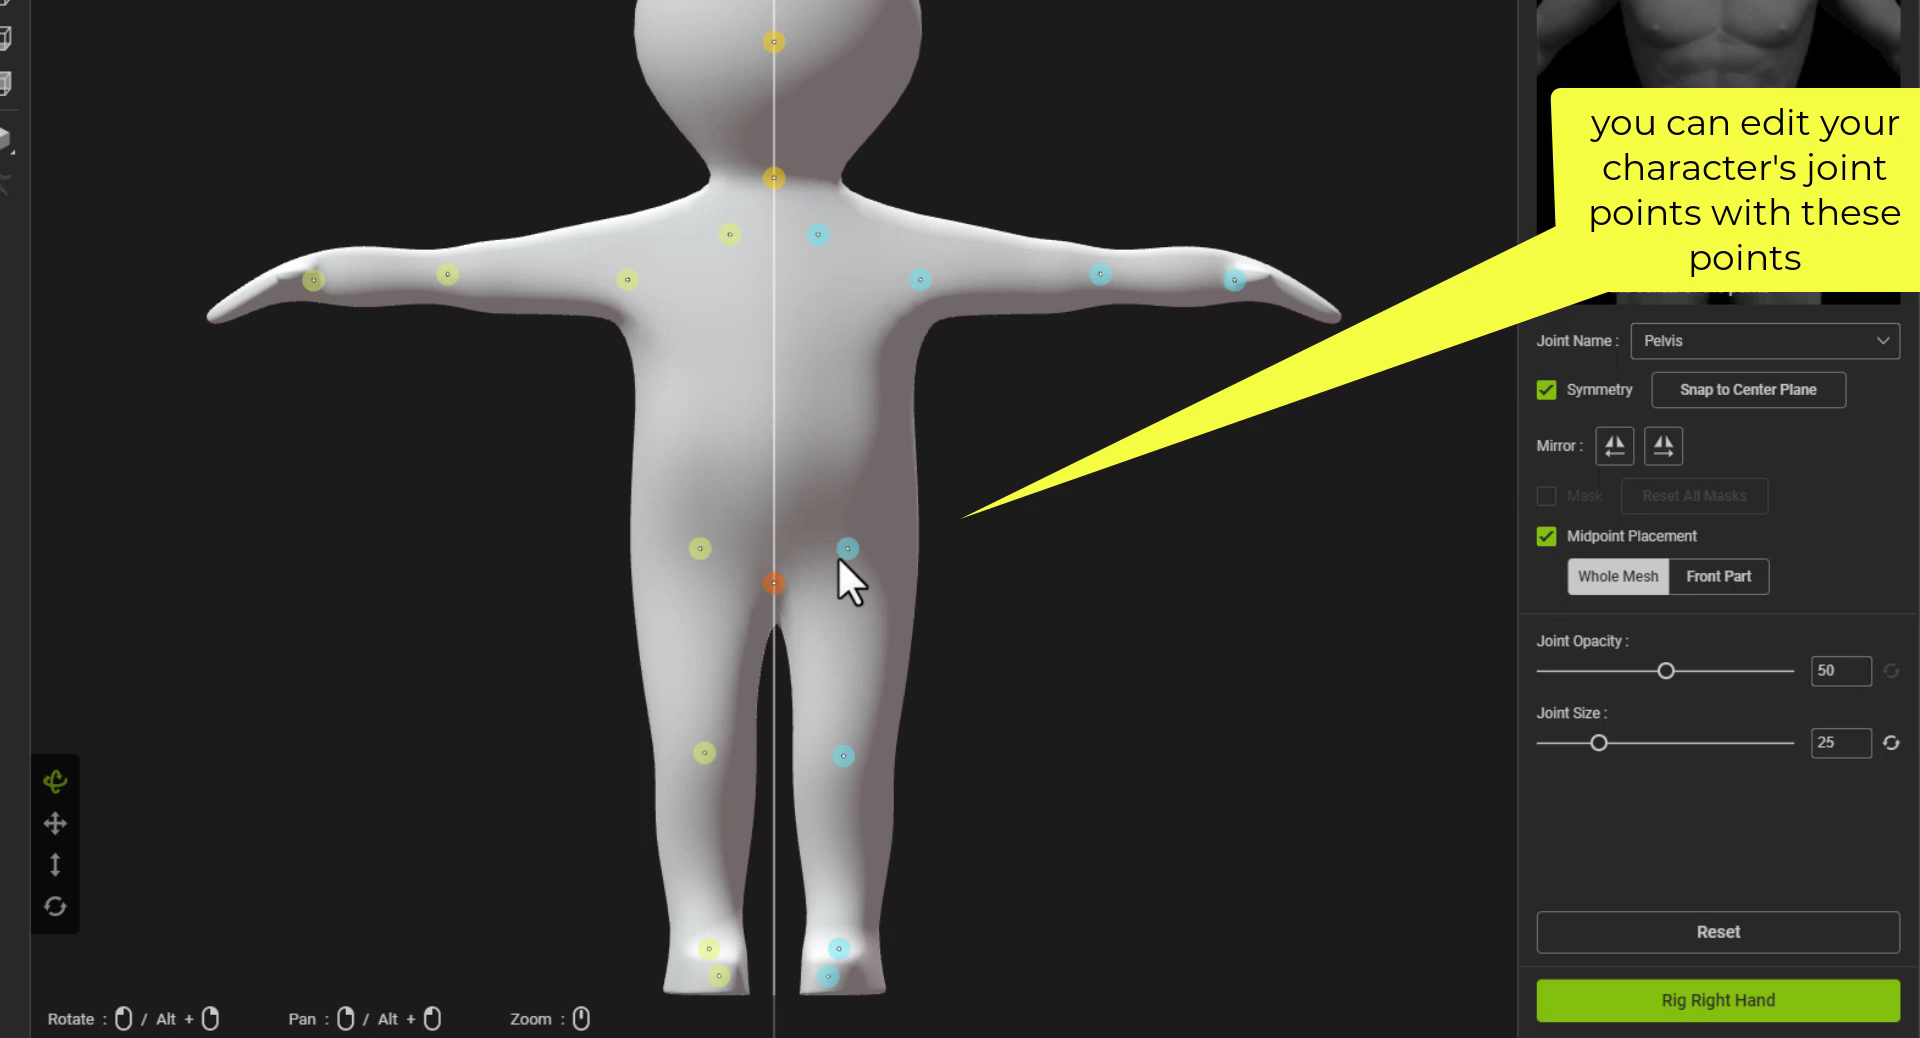 you can edit your
character's joint
points with these
points
Joint Name :
Pelvis
Symmetry
Snap to Center Plane
Mirror :
Mask
Reset All Masks
Midpoint Placement
Whole Mesh
Front Part
Joint Opacity :
50
Joint Size :
25
Reset
Rig Right Hand
Rotate : / Alt + Pan : / Alt + Zoom :